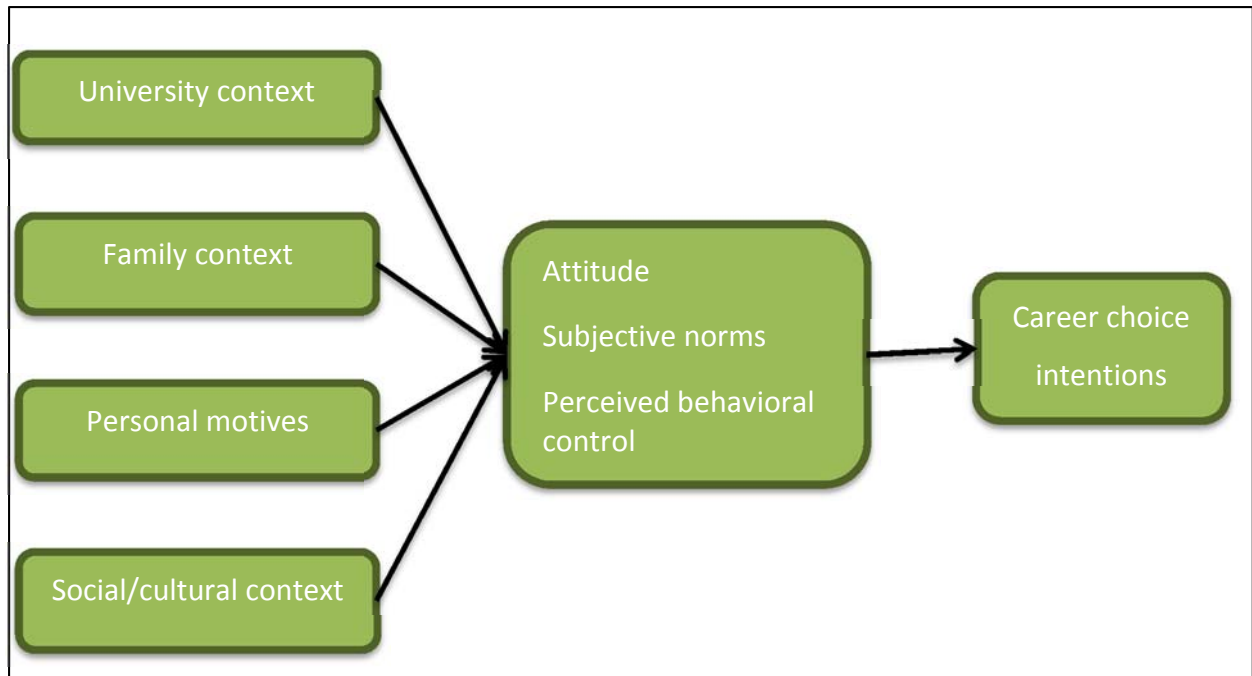 University context
Family context
Personal motives
Social/cultural context
Attitude
Subjective norms
Perceived behavioral
control
Career choice
intentions